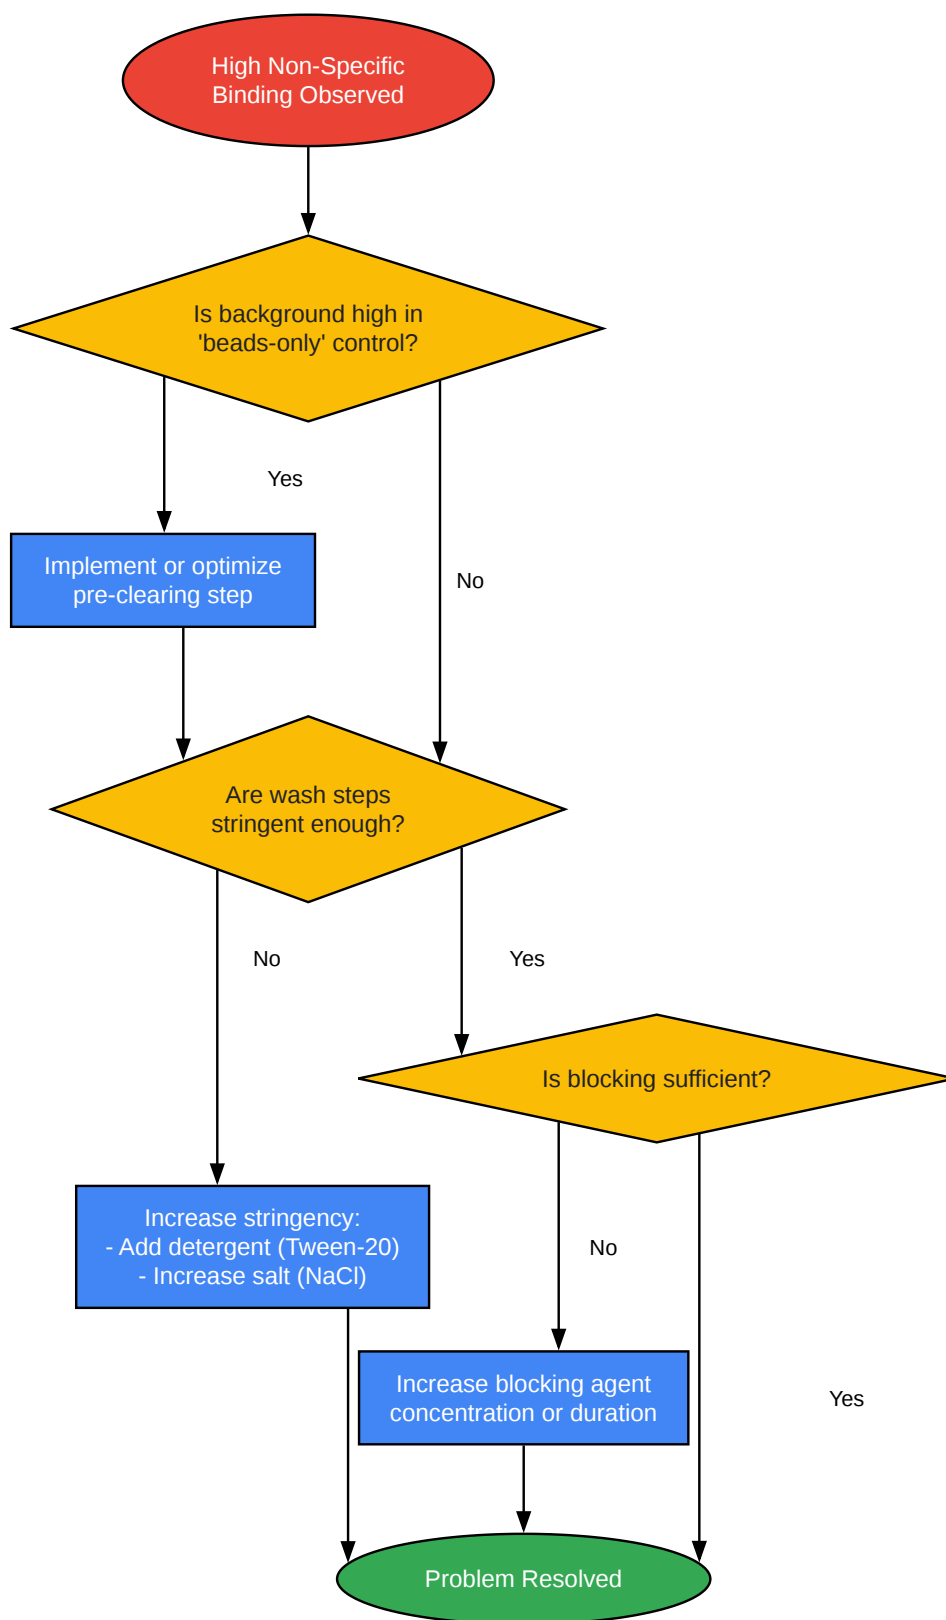 High Non-Specific
Binding Observed
Is background high in
'beads-only' control?
Yes
Implement or optimize
pre-clearing step
No
Are wash steps
stringent enough?
No
Yes
Is blocking sufficient?
Increase stringency:
- Add detergent (Tween-20)
- Increase salt (NaCl)
No
Increase blocking agent
concentration or duration
Yes
Problem Resolved